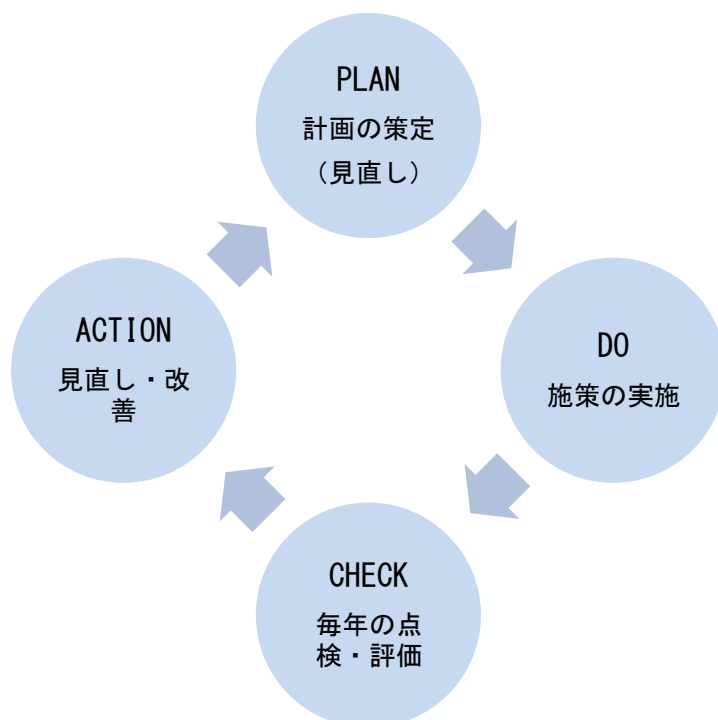 PLAN
計画の策定
（見直し）
DO
施策の実施
CHECK
毎年の点
検・評価
ACTION
見直し・改
善